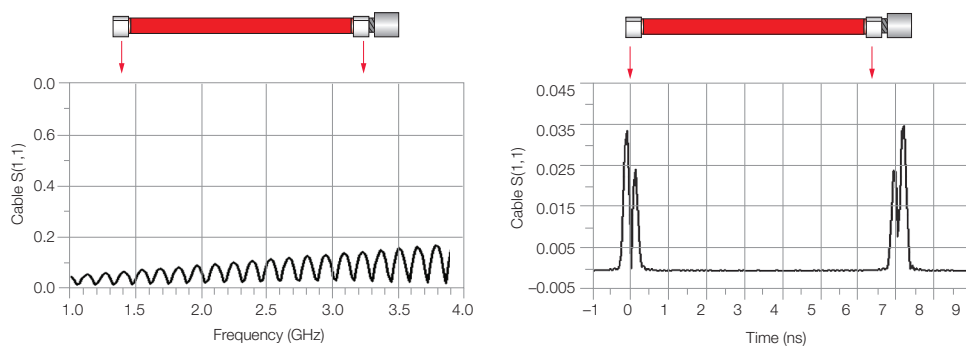 0.0
0.6
0.4
0.2
0.0
Cable S(1,1)
1.0 1.5 2.0 2.5 3.0 3.5 4.0
Frequency (GHz)
0.045
0.035
0.025
0.015
0.005
–0.005
Cable S(1,1)
–1 0 1 2 3 4 5 6 7 8 9
Time (ns)